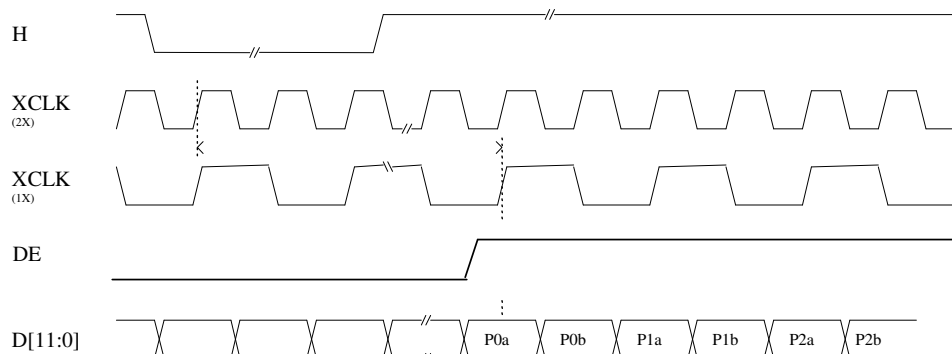 H
XCLK
(2X)
XCLK
(1X)
DE
D[11:0] P0a P0b P1a P1b P2a P2b